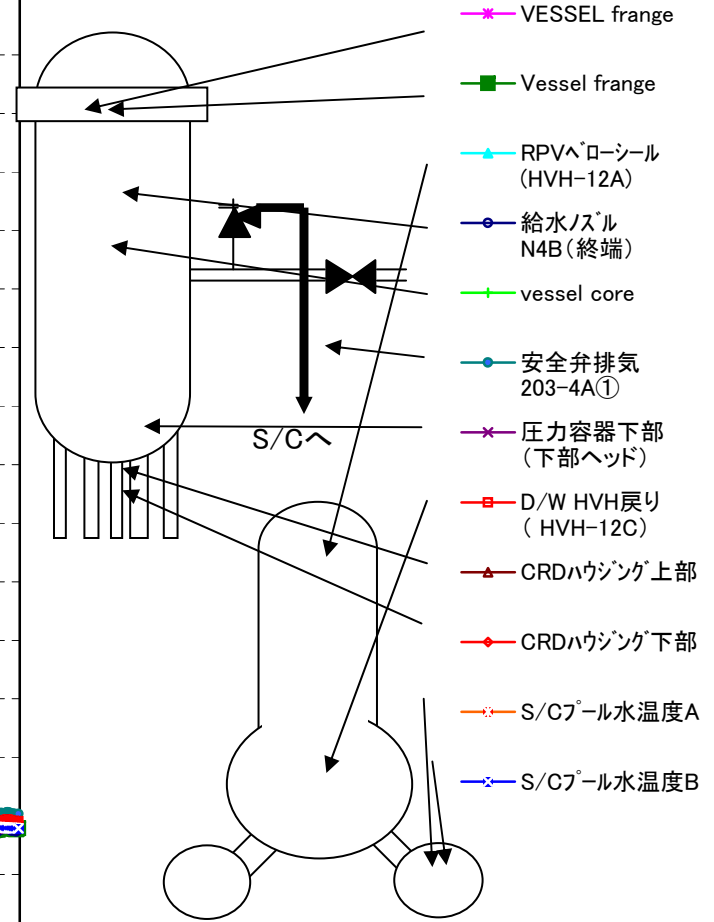 VESSEL frange
Vessel frange
RPVベローシール
(HVH-12A)
給水ノズル
N4B(終端)
vessel core
安全弁排気
203-4A①
圧力容器下部
(下部ヘッド)
D/W HVH戻り
( HVH-12C)
CRDハウジング上部
CRDハウジング下部
S/Cプール水温度A
S/Cプール水温度B
S/Cへ